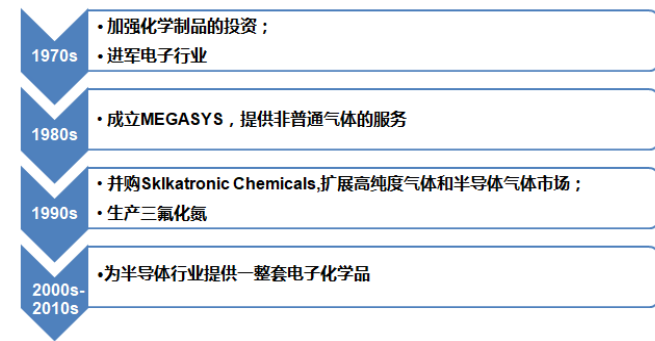 1970s
• 加强化学制品的投资；
• 进军电子行业
1980s
• 成立MEGASYS，提供非普通气体的服务
1990s
• 并购Sklkatronic Chemicals,扩展高纯度气体和半导体气体市场；
• 生产三氟化氮
2000s-
2010s
•为半导体行业提供一整套电子化学品